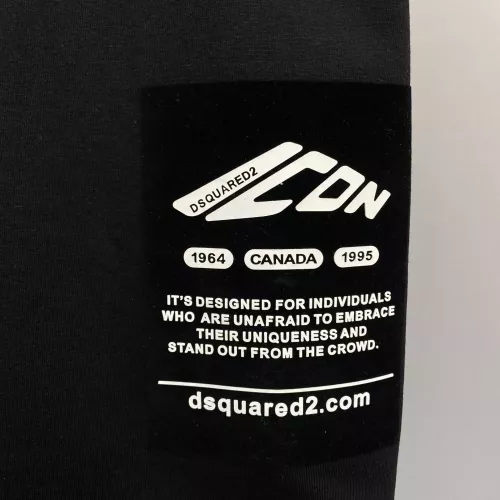 DSQUARED2
ICON
1964 CANADA 1995
IT'S DESIGNED FOR INDIVIDUALS
WHO ARE UNAFRAID TO EMBRACE
THEIR UNIQUENESS AND
STAND OUT FROM THE CROWD.
dsquared2.com